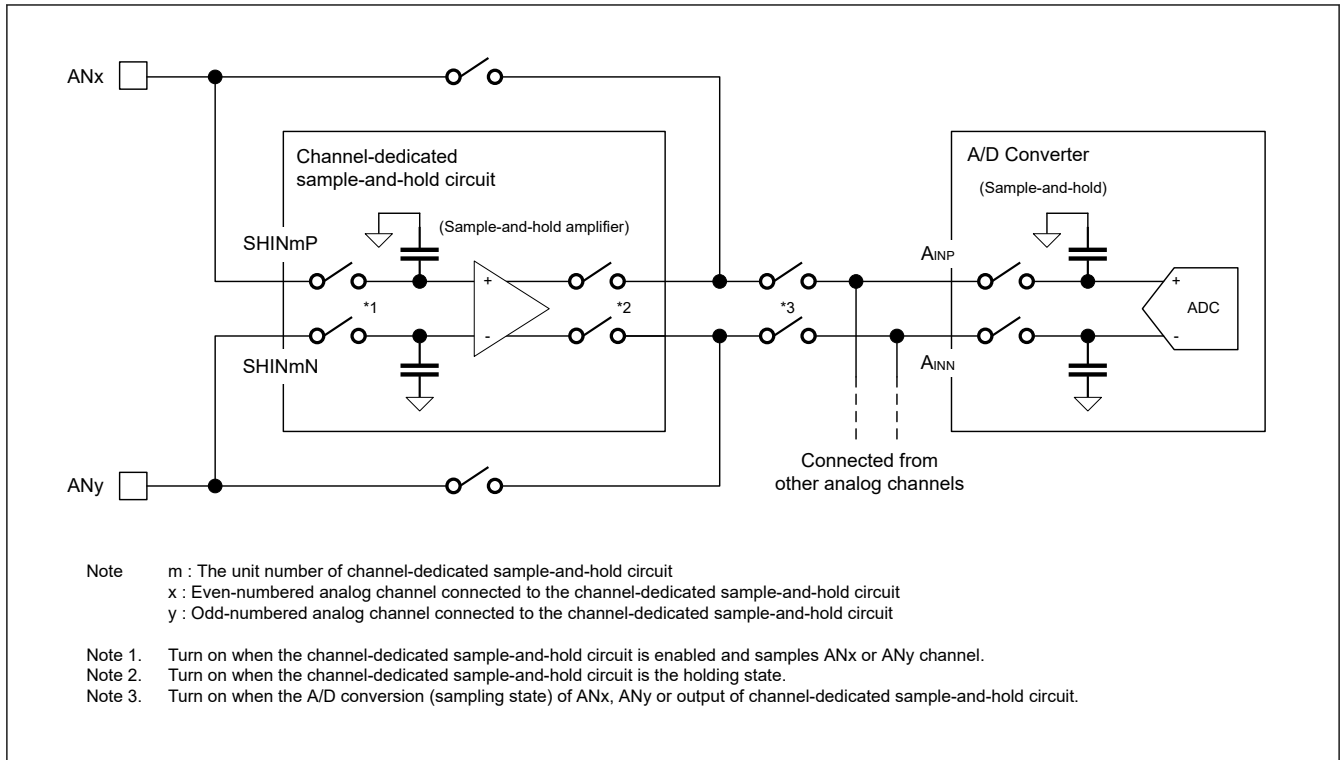 ANx
Channel-dedicated
sample-and-hold circuit
A/D Converter
(Sample-and-hold)
(Sample-and-hold amplifier)
SHINmP
AINP
+
+
*1
*2
*3
ADC
-
-
SHINmN
AINN
Connected from
other analog channels
ANy
Note m : The unit number of channel-dedicated sample-and-hold circuit
x : Even-numbered analog channel connected to the channel-dedicated sample-and-hold circuit
y : Odd-numbered analog channel connected to the channel-dedicated sample-and-hold circuit
Note 1. Turn on when the channel-dedicated sample-and-hold circuit is enabled and samples ANx or ANy channel.
Note 2. Turn on when the channel-dedicated sample-and-hold circuit is the holding state.
Note 3. Turn on when the A/D conversion (sampling state) of ANx, ANy or output of channel-dedicated sample-and-hold circuit.